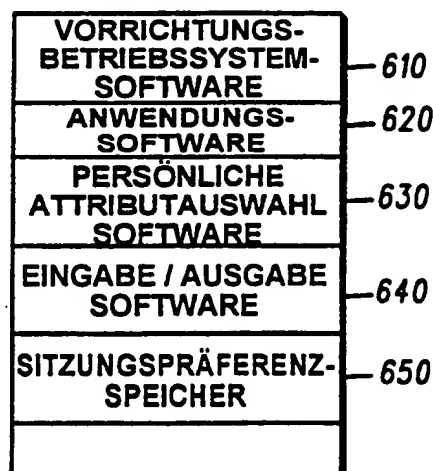 VORRICHTUNGS-
BETRIEBSSYSTEM-
SOFTWARE
610
ANWENDUNGS-
SOFTWARE
620
PERSÖNLICHE
ATTRIBUTAUSWAHL
SOFTWARE
630
EINGABE / AUSGABE
SOFTWARE
640
SITZUNGSPRÄFERENZ-
SPEICHER
650